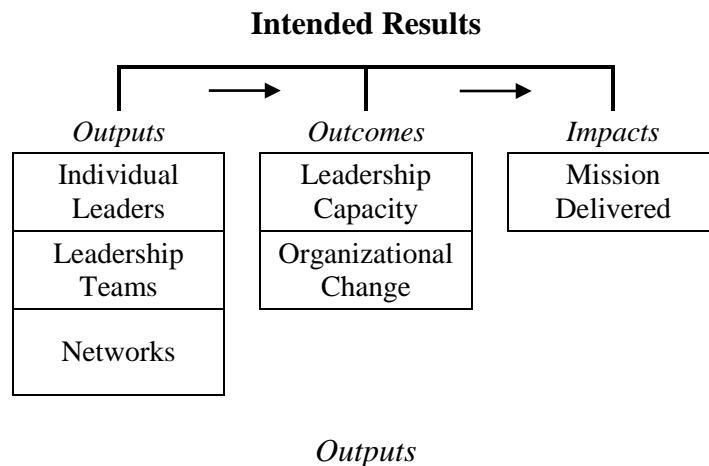 Intended Results
Outputs
Outcomes
Impacts
Individual
Leaders
Leadership
Teams
Networks
Leadership
Capacity
Organizational
Change
Mission
Delivered
Outputs